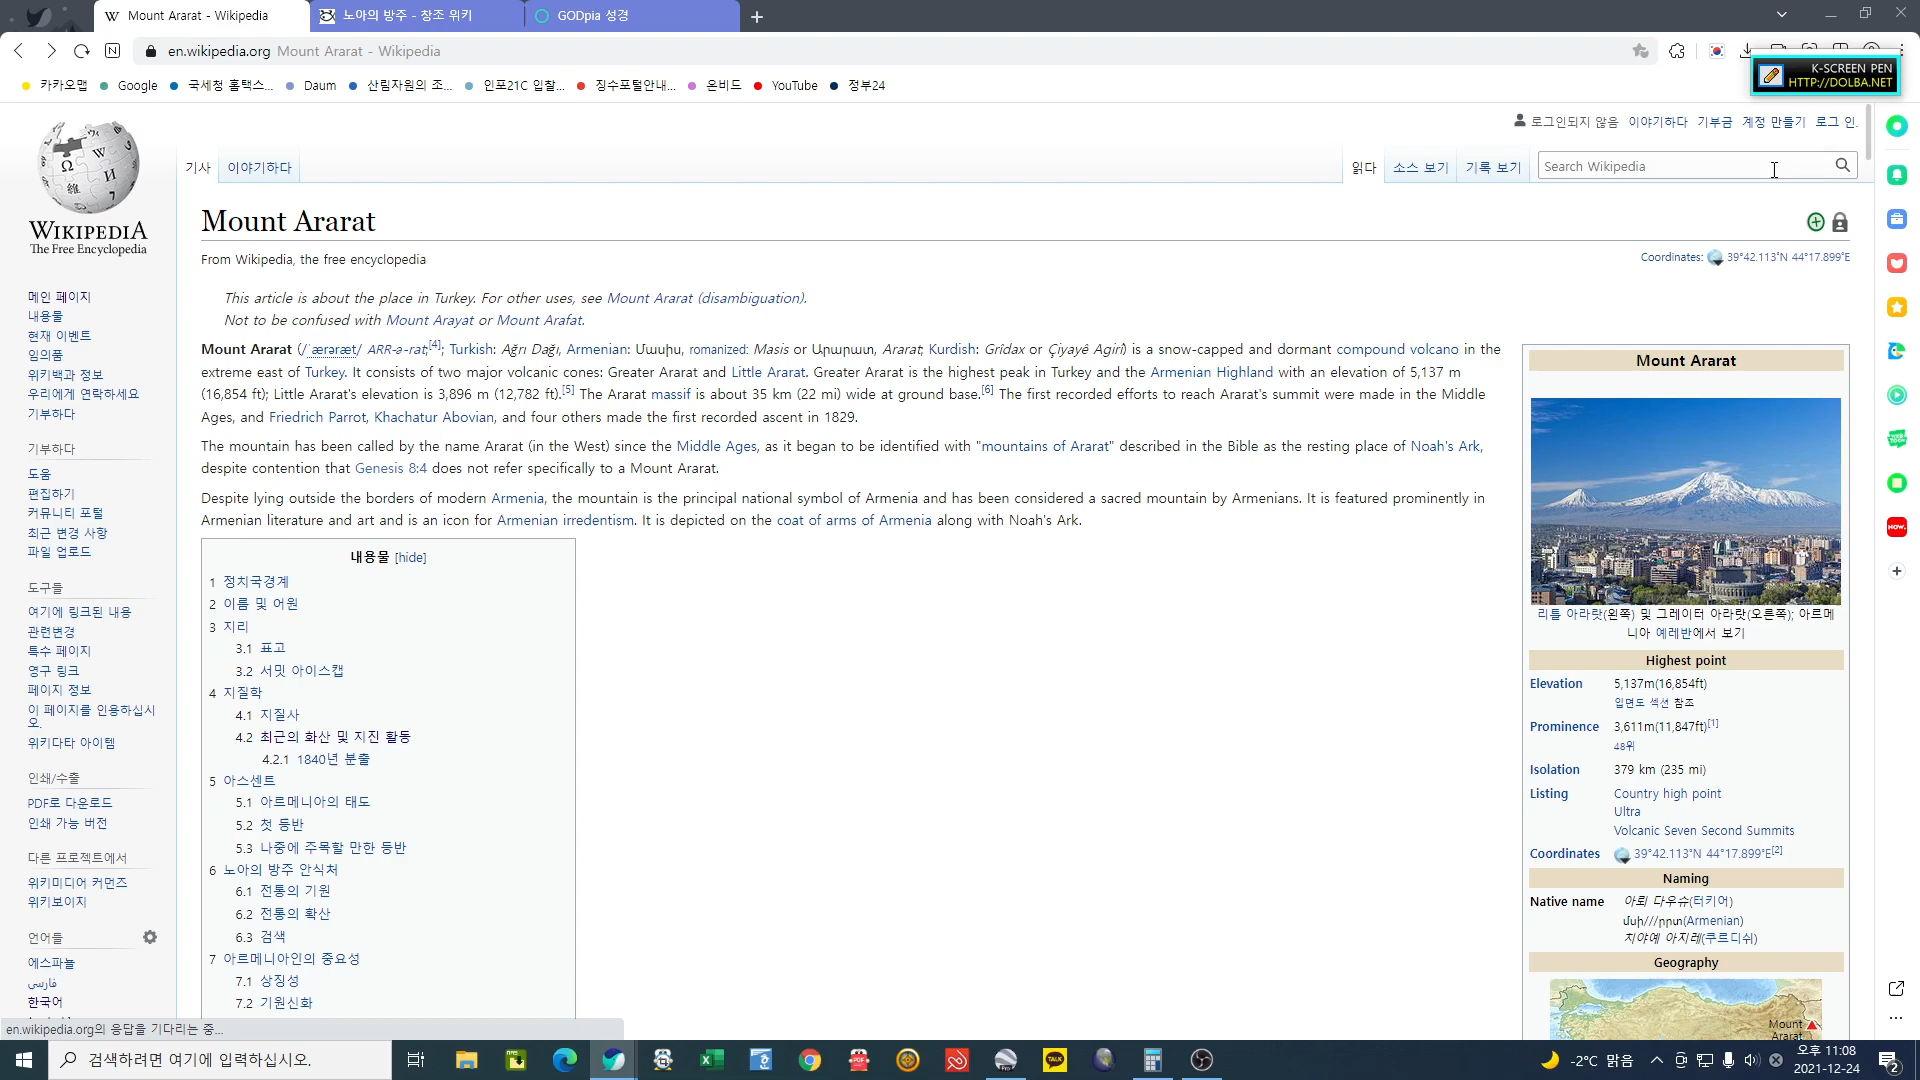 Mount Ararat - Wikipedia
노아의 방주 - 창조 위키
GODpia 성경
en.wikipedia.org Mount Ararat - Wikipedia
카카오맵 Google 국세청 홈택스... Daum 산림자원의 조... 인포21C 입찰... 징수포털안내... 온비드 YouTube 정부24
K-SCREEN PEN
HTTP://DOLBA.NET
로그인되지 않음 이야기하다 기부금 계정 만들기 로그 인.
기사 이야기하다 읽다 소스 보기 기록 보기 Search Wikipedia
WIKIPEDIA
The Free Encyclopedia
메인 페이지
내용물
현재 이벤트
임의품
위키백과 정보
우리에게 연락하세요
기부하다
기부하다
도움
편집하기
커뮤니티 포털
최근 변경 사항
파일 업로드
도구들
여기에 링크된 내용
관련변경
특수 페이지
영구 링크
페이지 정보
이 페이지를 인용하십시
오.
위키다타 아이템
인쇄/수출
PDF로 다운로드
인쇄 가능 버전
다른 프로젝트에서
위키미디어 커먼즈
위키보이지
언어들
에스파뇰
فارسی
한국어
Mount Ararat
From Wikipedia, the free encyclopedia
Coordinates: 39°42.113′N 44°17.899′E
This article is about the place in Turkey. For other uses, see Mount Ararat (disambiguation).
Not to be confused with Mount Arayat or Mount Arafat.
Mount Ararat (/ˈærəræt/ ARR-ə-rat;[4]; Turkish: Ağrı Dağı, Armenian: Մասիս, romanized: Masis or Արարատ, Ararat; Kurdish: Grîdax or Çiyayê Agirî) is a snow-capped and dormant compound volcano in the
extreme east of Turkey. It consists of two major volcanic cones: Greater Ararat and Little Ararat. Greater Ararat is the highest peak in Turkey and the Armenian Highland with an elevation of 5,137 m
(16,854 ft); Little Ararat's elevation is 3,896 m (12,782 ft).[5] The Ararat massif is about 35 km (22 mi) wide at ground base.[6] The first recorded efforts to reach Ararat's summit were made in the Middle
Ages, and Friedrich Parrot, Khachatur Abovian, and four others made the first recorded ascent in 1829.
The mountain has been called by the name Ararat (in the West) since the Middle Ages, as it began to be identified with "mountains of Ararat" described in the Bible as the resting place of Noah's Ark,
despite contention that Genesis 8:4 does not refer specifically to a Mount Ararat.
Despite lying outside the borders of modern Armenia, the mountain is the principal national symbol of Armenia and has been considered a sacred mountain by Armenians. It is featured prominently in
Armenian literature and art and is an icon for Armenian irredentism. It is depicted on the coat of arms of Armenia along with Noah's Ark.
내용물 [hide]
1 정치국경계
2 이름 및 어원
3 지리
3.1 표고
3.2 서밋 아이스캡
4 지질학
4.1 지질사
4.2 최근의 화산 및 지진 활동
4.2.1 1840년 분출
5 아스센트
5.1 아르메니아의 태도
5.2 첫 등반
5.3 나중에 주목할 만한 등반
6 노아의 방주 안식처
6.1 전통의 기원
6.2 전통의 확산
6.3 검색
7 아르메니아인의 중요성
7.1 상징성
7.2 기원신화
Mount Ararat
리틀 아라랏(왼쪽) 및 그레이터 아라랏(오른쪽); 아르메
니아 예레반에서 보기
Highest point
Elevation 5,137m(16,854ft)
입면도 섹션 참조
Prominence 3,611m(11,847ft)[1]
48위
Isolation 379 km (235 mi)
Listing Country high point
Ultra
Volcanic Seven Second Summits
Coordinates 39°42.113′N 44°17.899′E[2]
Naming
Native name 아뢰 다우슈(터키어)
(Armenian)
치야예 아지레(쿠르디쉬)
Geography
Mount
Ararat
en.wikipedia.org의 응답을 기다리는 중...
검색하려면 여기에 입력하십시오.
-2°C 맑음
오후 11:08
2021-12-24